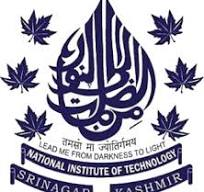 तमसो मा ज्योतिर्गमय
LEAD ME FROM DARKNESS TO LIGHT
NATIONAL INSTITUTE OF TECHNOLOGY
SRINAGAR KASHMIR